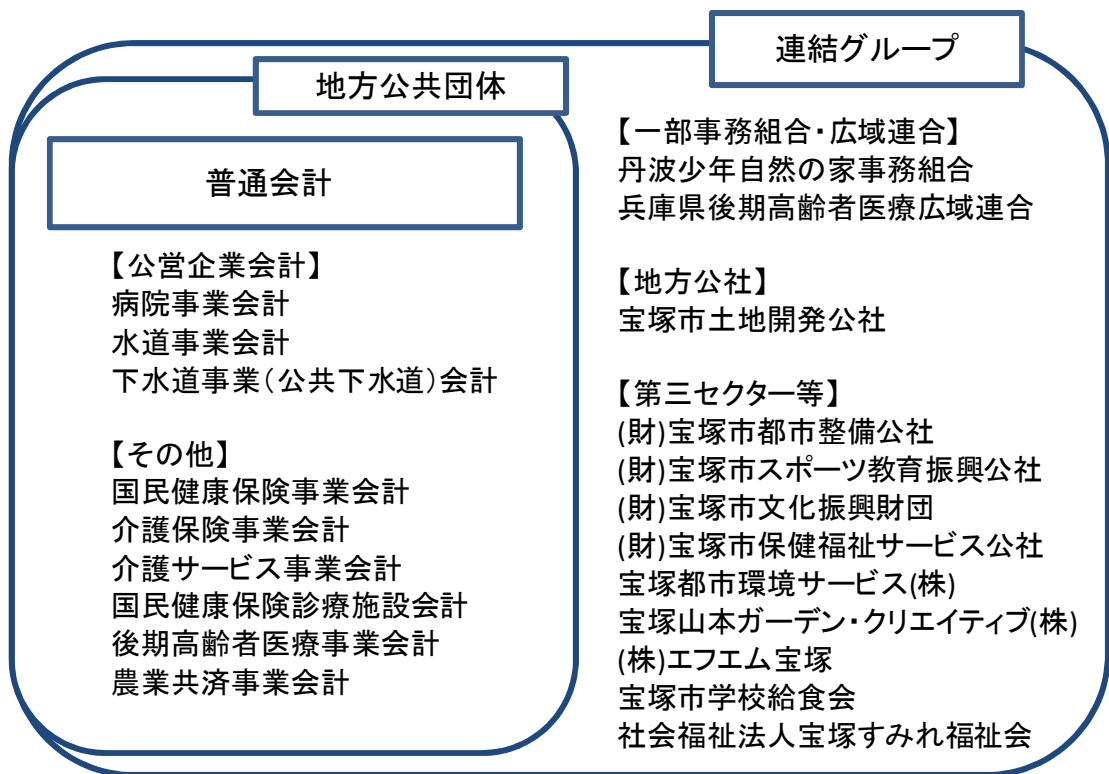 連結グループ
地方公共団体
普通会計
【公営企業会計】
病院事業会計
水道事業会計
下水道事業(公共下水道)会計
【その他】
国民健康保険事業会計
介護保険事業会計
介護サービス事業会計
国民健康保険診療施設会計
後期高齢者医療事業会計
農業共済事業会計
【一部事務組合・広域連合】
丹波少年自然の家事務組合
兵庫県後期高齢者医療広域連合
【地方公社】
宝塚市土地開発公社
【第三セクター等】
(財)宝塚市都市整備公社
(財)宝塚市スポーツ教育振興公社
(財)宝塚市文化振興財団
(財)宝塚市保健福祉サービス公社
宝塚都市環境サービス(株)
宝塚山本ガーデン・クリエイティブ(株)
(株)エフエム宝塚
宝塚市学校給食会
社会福祉法人宝塚すみれ福祉会